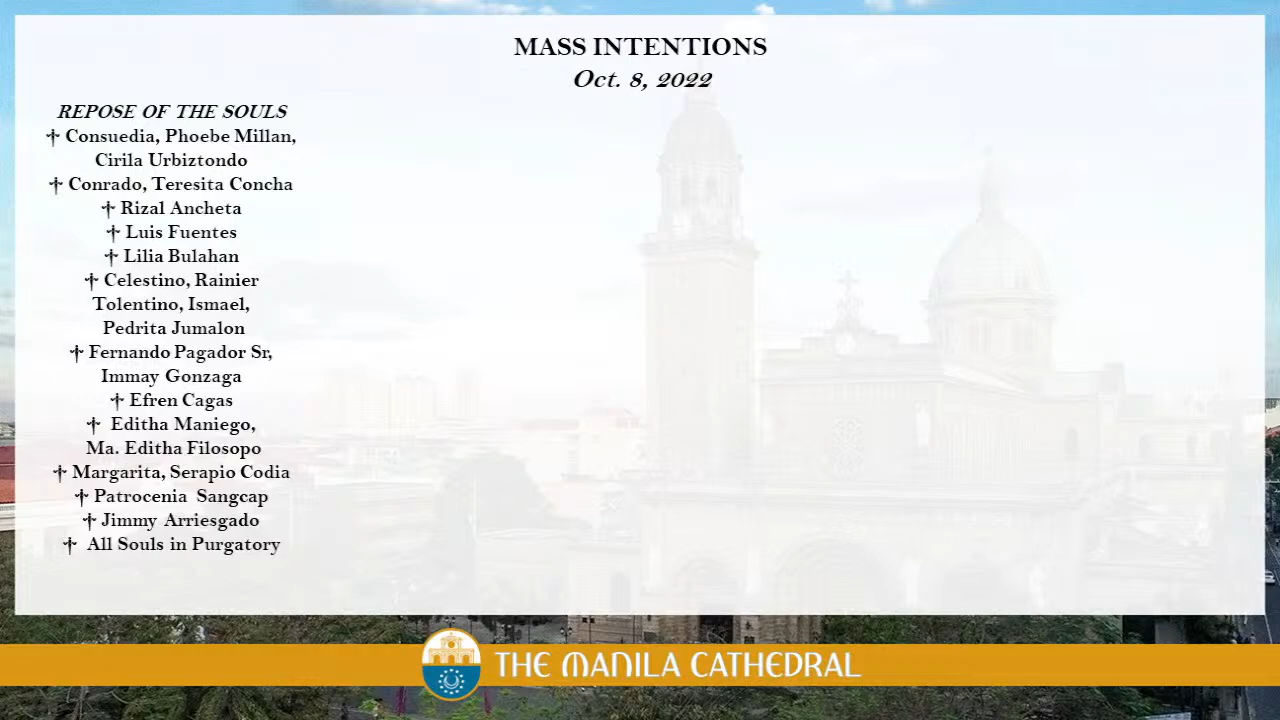 MASS INTENTIONS
Oct. 8, 2022
REPOSE OF THE SOULS
♱ Consuedia, Phoebe Millan,
Cirila Urbiztondo
♱ Conrado, Teresita Concha
♱ Rizal Ancheta
♱ Luis Fuentes
♱ Lilia Bulahan
♱ Celestino, Rainier
Tolentino, Ismael,
Pedrita Jumalon
♱ Fernando Pagador Sr,
Immay Gonzaga
♱ Efren Cagas
♱ Editha Maniego,
Ma. Editha Filosopo
♱ Margarita, Serapio Codia
♱ Patrocenia Sangcap
♱ Jimmy Arriesgado
♱ All Souls in Purgatory
THE MANILA CATHEDRAL